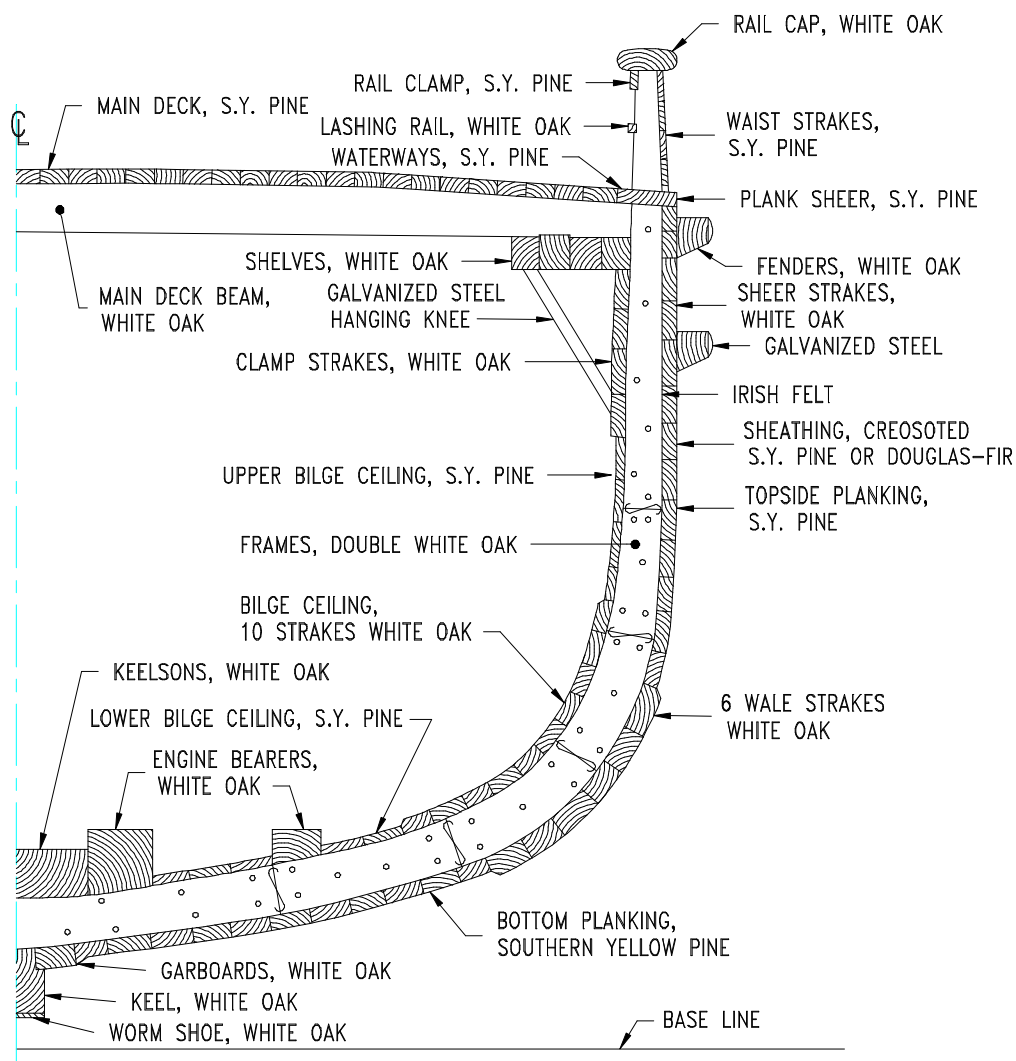 RAIL CAP, WHITE OAK
RAIL CLAMP, S.Y. PINE
MAIN DECK, S.Y. PINE
LASHING RAIL, WHITE OAK
WAIST STRAKES,
S.Y. PINE
CL
WATERWAYS, S.Y. PINE
PLANK SHEER, S.Y. PINE
SHELVES, WHITE OAK
FENDERS, WHITE OAK
MAIN DECK BEAM,
WHITE OAK
GALVANIZED STEEL
HANGING KNEE
SHEER STRAKES,
WHITE OAK
GALVANIZED STEEL
CLAMP STRAKES, WHITE OAK
IRISH FELT
SHEATHING, CREOSOTED
S.Y. PINE OR DOUGLAS-FIR
UPPER BILGE CEILING, S.Y. PINE
TOPSIDE PLANKING,
S.Y. PINE
FRAMES, DOUBLE WHITE OAK
BILGE CEILING,
10 STRAKES WHITE OAK
KEELSONS, WHITE OAK
6 WALE STRAKES
WHITE OAK
LOWER BILGE CEILING, S.Y. PINE
ENGINE BEARERS,
WHITE OAK
BOTTOM PLANKING,
SOUTHERN YELLOW PINE
GARBOARDS, WHITE OAK
KEEL, WHITE OAK
WORM SHOE, WHITE OAK
BASE LINE